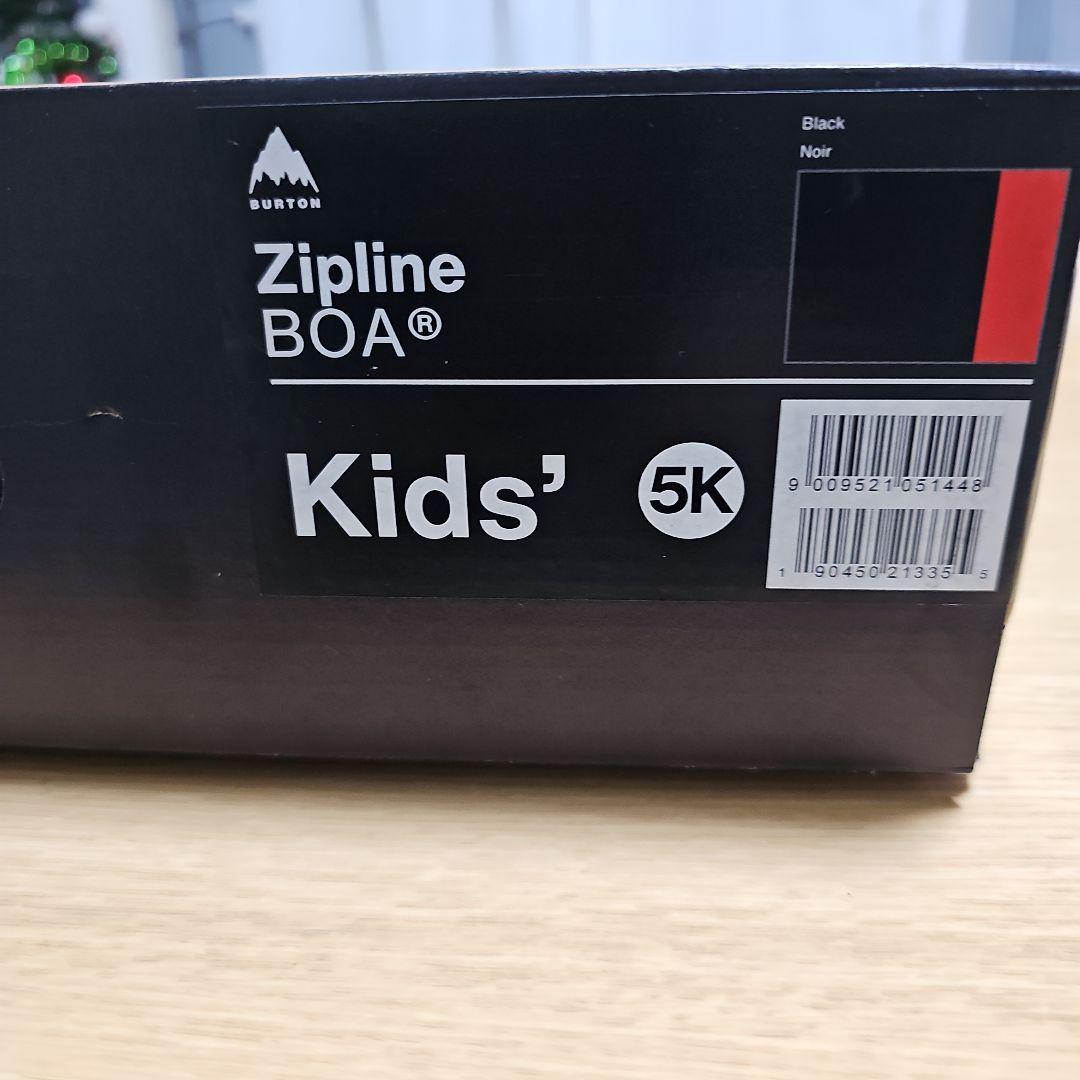 BURTON
Zipline
BOA®
Black
Noir
Kids’
5K
9 009521 051448
1 90450 21335 5